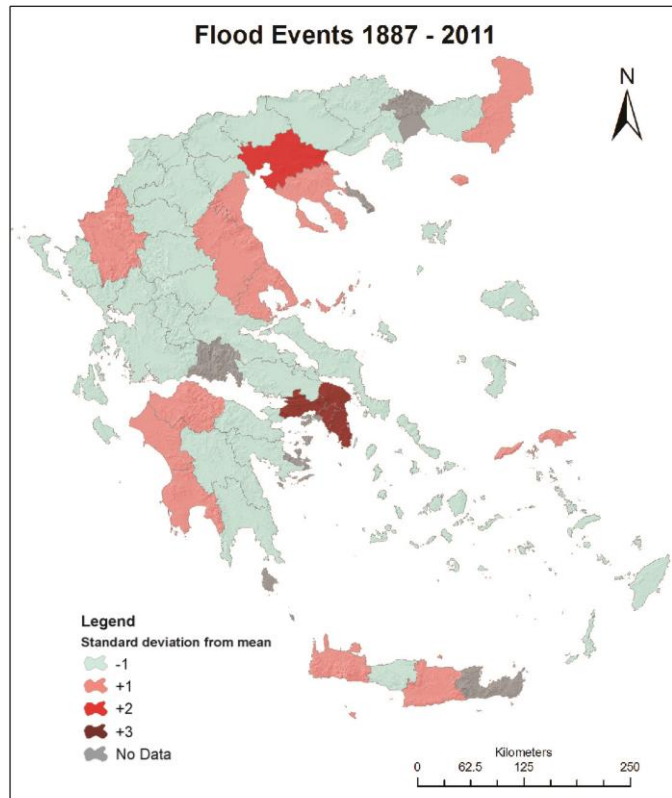 Flood Events 1887 - 2011
N
Legend
Standard deviation from mean
-1
+1
+2
+3
No Data
Kilometers
0 62.5 125 250